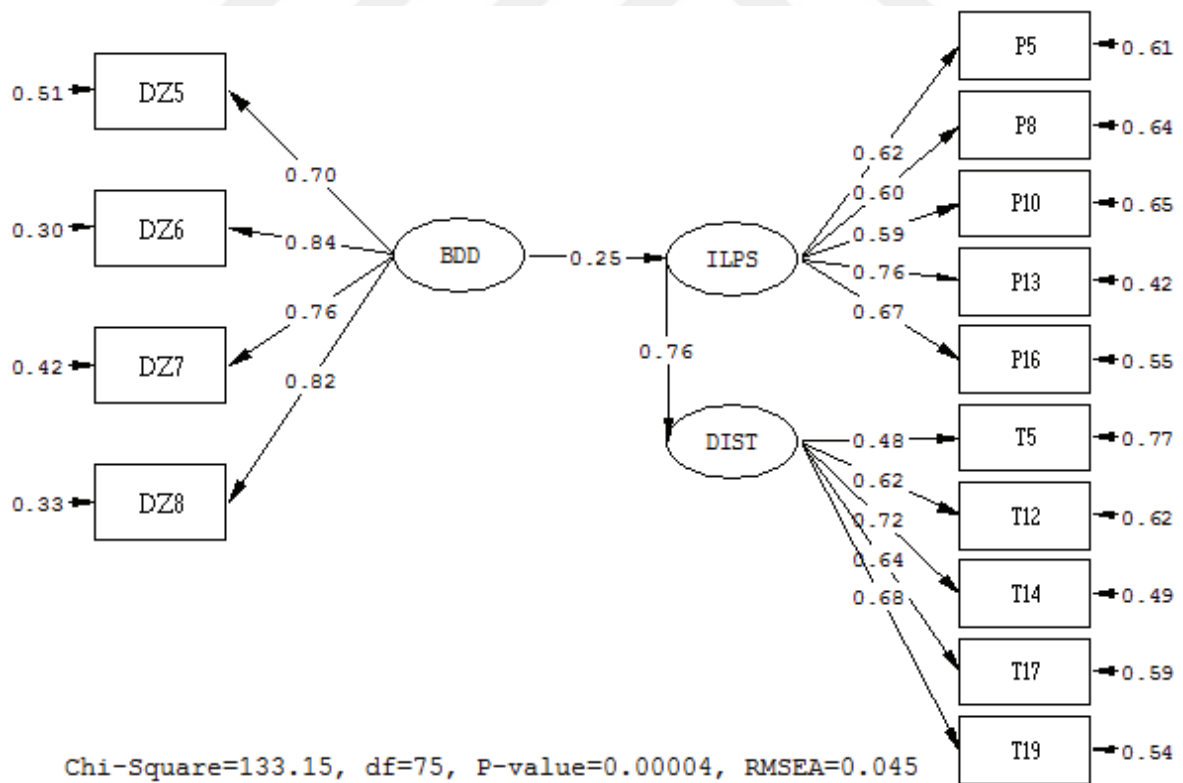 0.51 DZ5
0.30 DZ6
0.42 DZ7
0.33 DZ8
0.70
0.84
0.76
0.82
BDD
0.25
ILPS
0.76
DIST
0.62
0.60
0.59
0.76
0.67
0.48
0.62
0.72
0.64
0.68
P5 0.61
P8 0.64
P10 0.65
P13 0.42
P16 0.55
T5 0.77
T12 0.62
T14 0.49
T17 0.59
T19 0.54
Chi-Square=133.15, df=75, P-value=0.00004, RMSEA=0.045